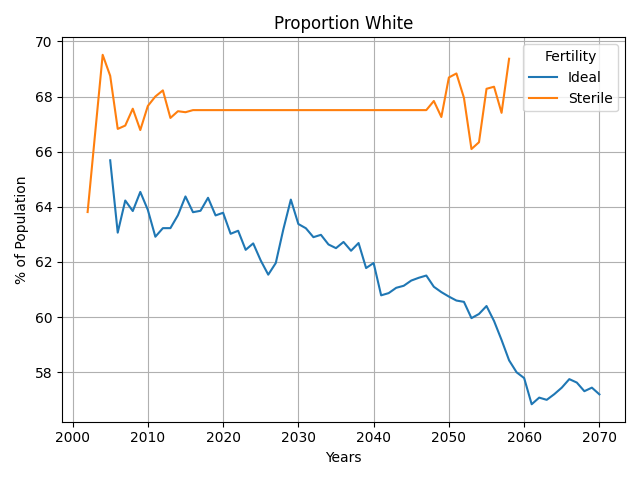 Proportion White
Fertility
Ideal
Sterile
70
68
66
64
62
60
58
% of Population
2000 2010 2020 2030 2040 2050 2060 2070
Years